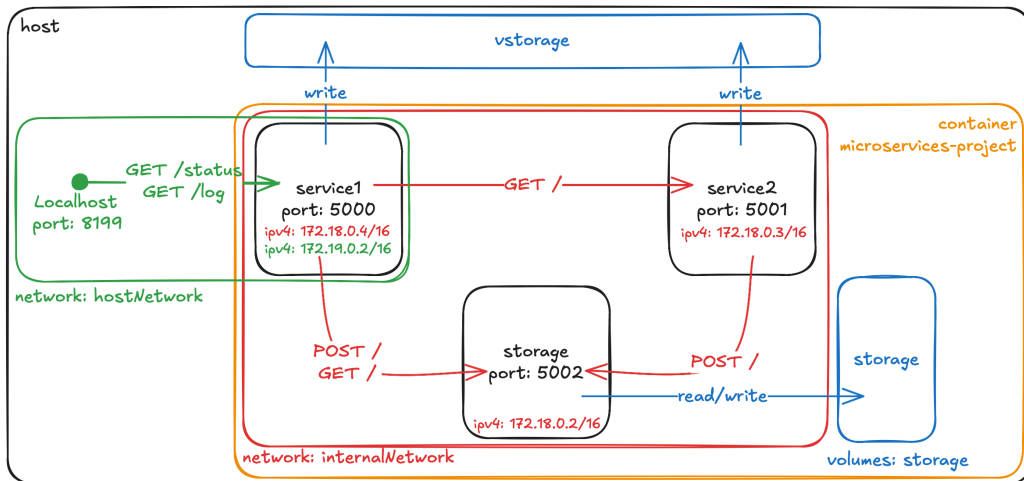 host
vstorage
write
write
container
microservices-project
GET /status
GET /log
Localhost
port: 8199
service1
port: 5000
ipv4: 172.18.0.4/16
ipv4: 172.19.0.2/16
GET /
service2
port: 5001
ipv4: 172.18.0.3/16
network: hostNetwork
POST /
GET /
storage
port: 5002
ipv4: 172.18.0.2/16
POST /
read/write
storage
network: internalNetwork
volumes: storage